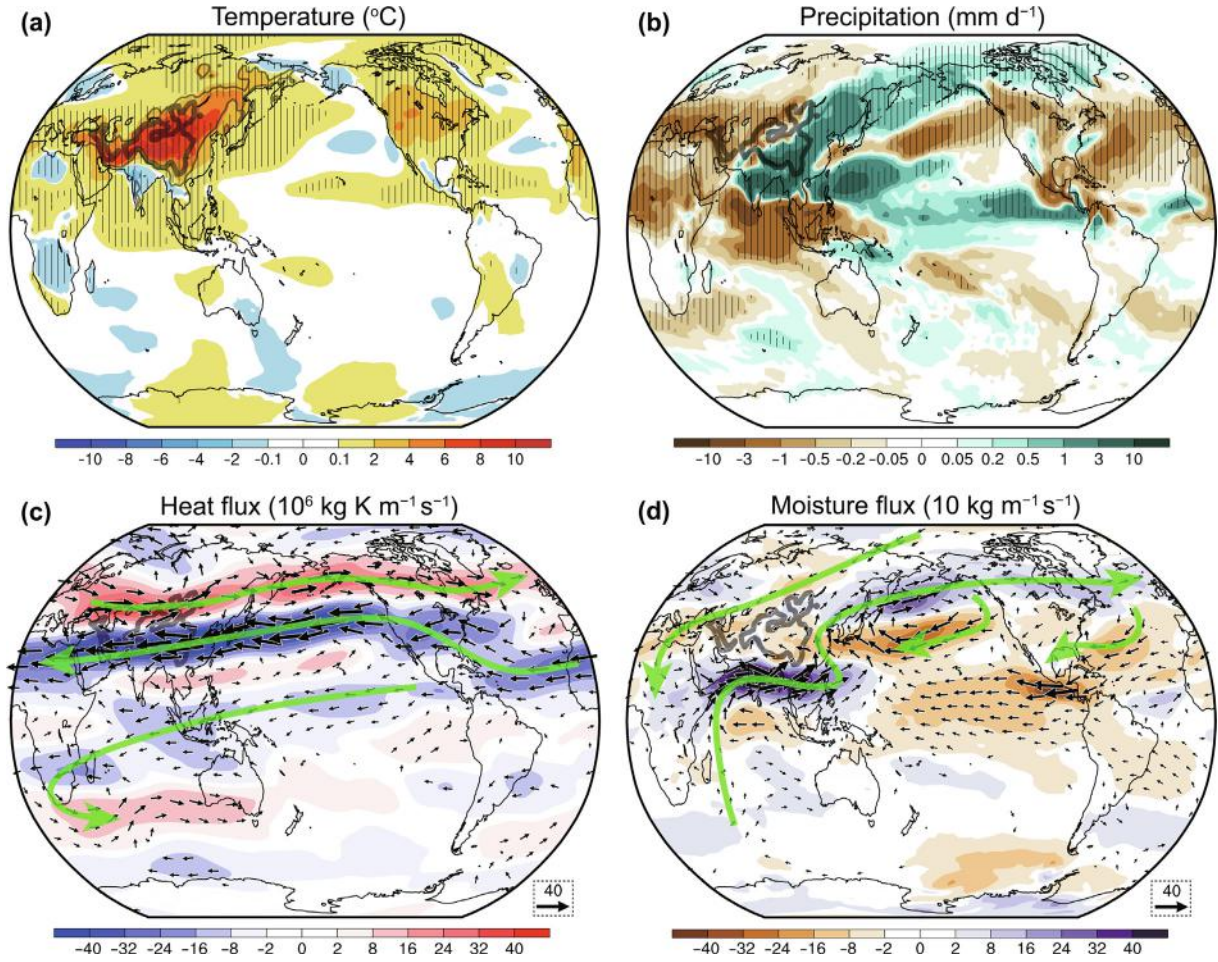 (a) Temperature (°C)
(b) Precipitation (mm d⁻¹)
−10 −8 −6 −4 −2 −0.1 0 0.1 2 4 6 8 10
−10 −3 −1 −0.5 −0.2 −0.05 0 0.05 0.2 0.5 1 3 10
(c) Heat flux (10⁶ kg K m⁻¹ s⁻¹)
(d) Moisture flux (10 kg m⁻¹ s⁻¹)
40
40
−40 −32 −24 −16 −8 −2 0 2 8 16 24 32 40
−40 −32 −24 −16 −8 −2 0 2 8 16 24 32 40